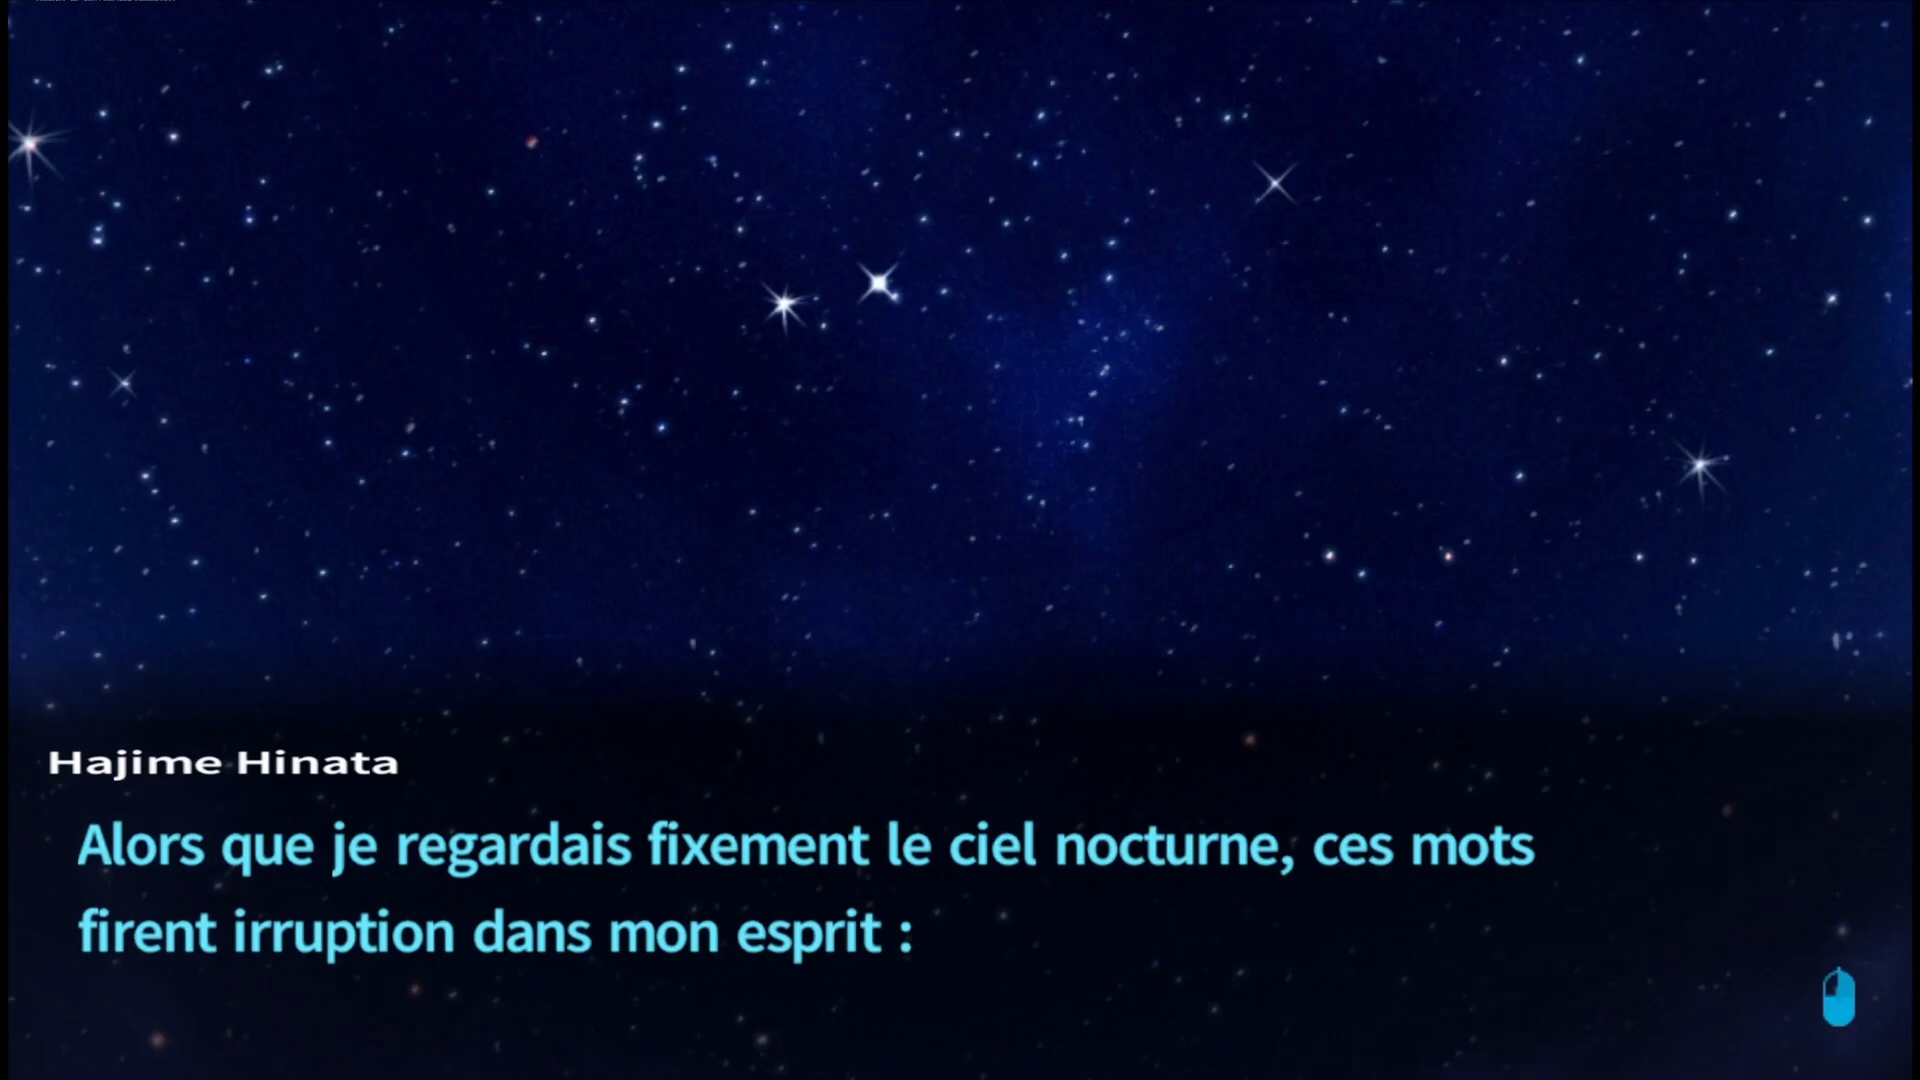 Hajime Hinata
Alors que je regardais fixement le ciel nocturne, ces mots
firent irruption dans mon esprit :